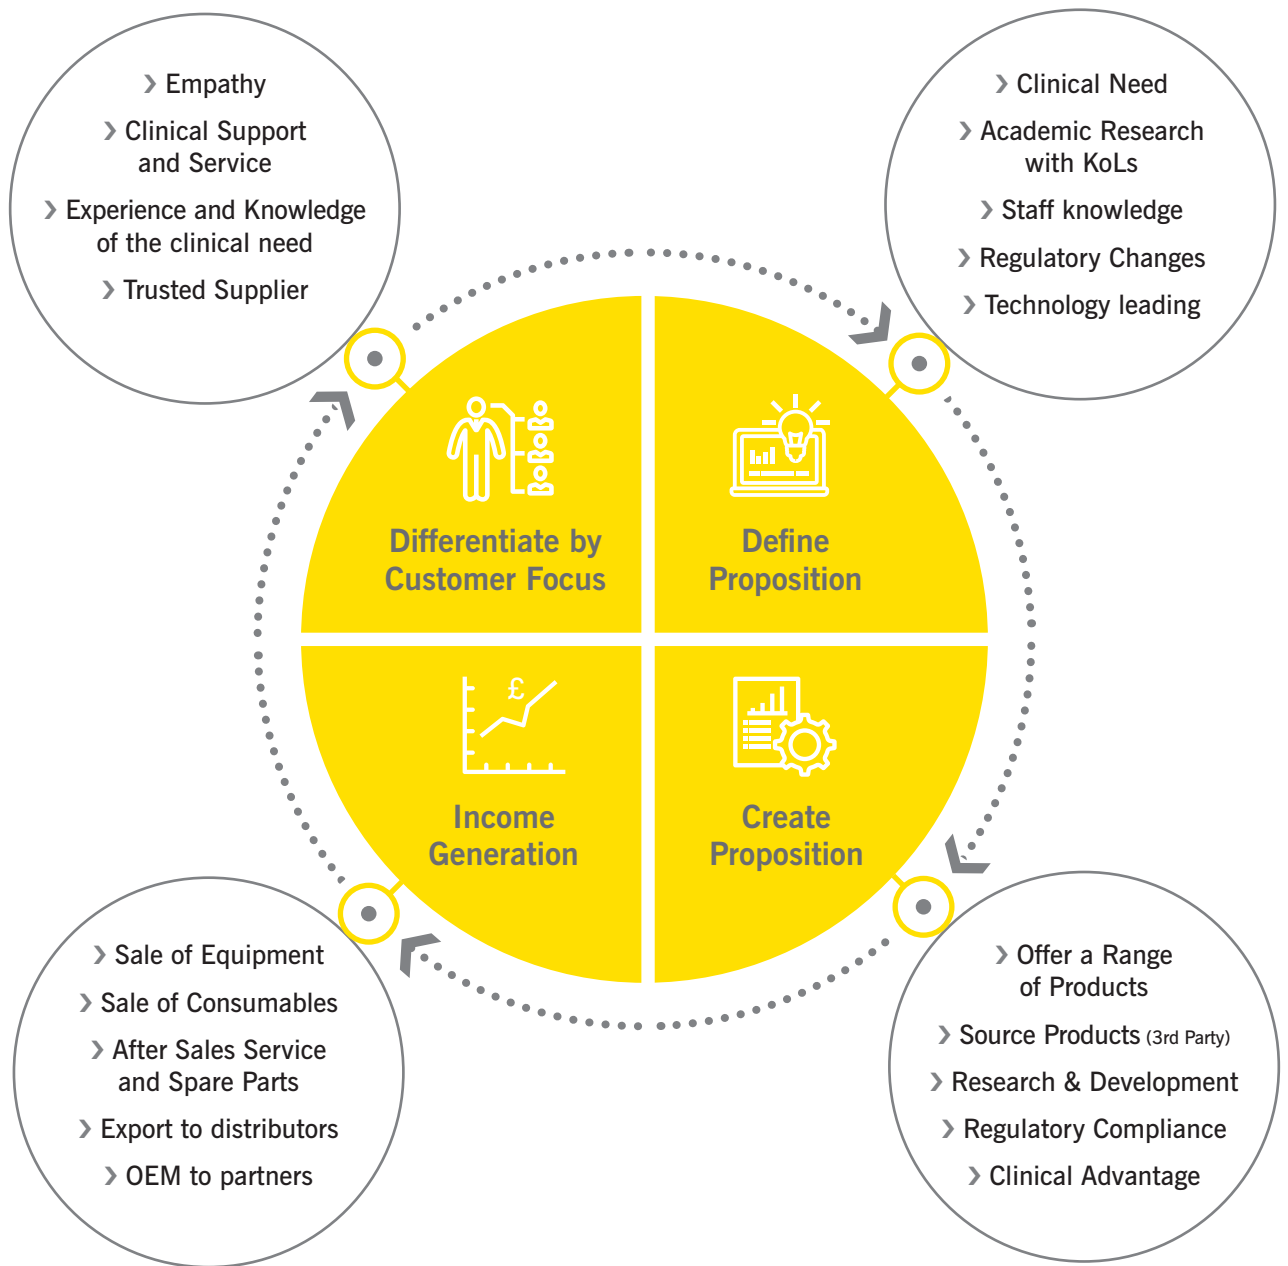 › Empathy
› Clinical Support
and Service
› Experience and Knowledge
of the clinical need
› Trusted Supplier
› Clinical Need
› Academic Research
with KoLs
› Staff knowledge
› Regulatory Changes
› Technology leading
Differentiate by
Customer Focus
Define
Proposition
£
Income
Generation
Create
Proposition
› Sale of Equipment
› Sale of Consumables
› After Sales Service
and Spare Parts
› Export to distributors
› OEM to partners
› Offer a Range
of Products
› Source Products (3rd Party)
› Research & Development
› Regulatory Compliance
› Clinical Advantage